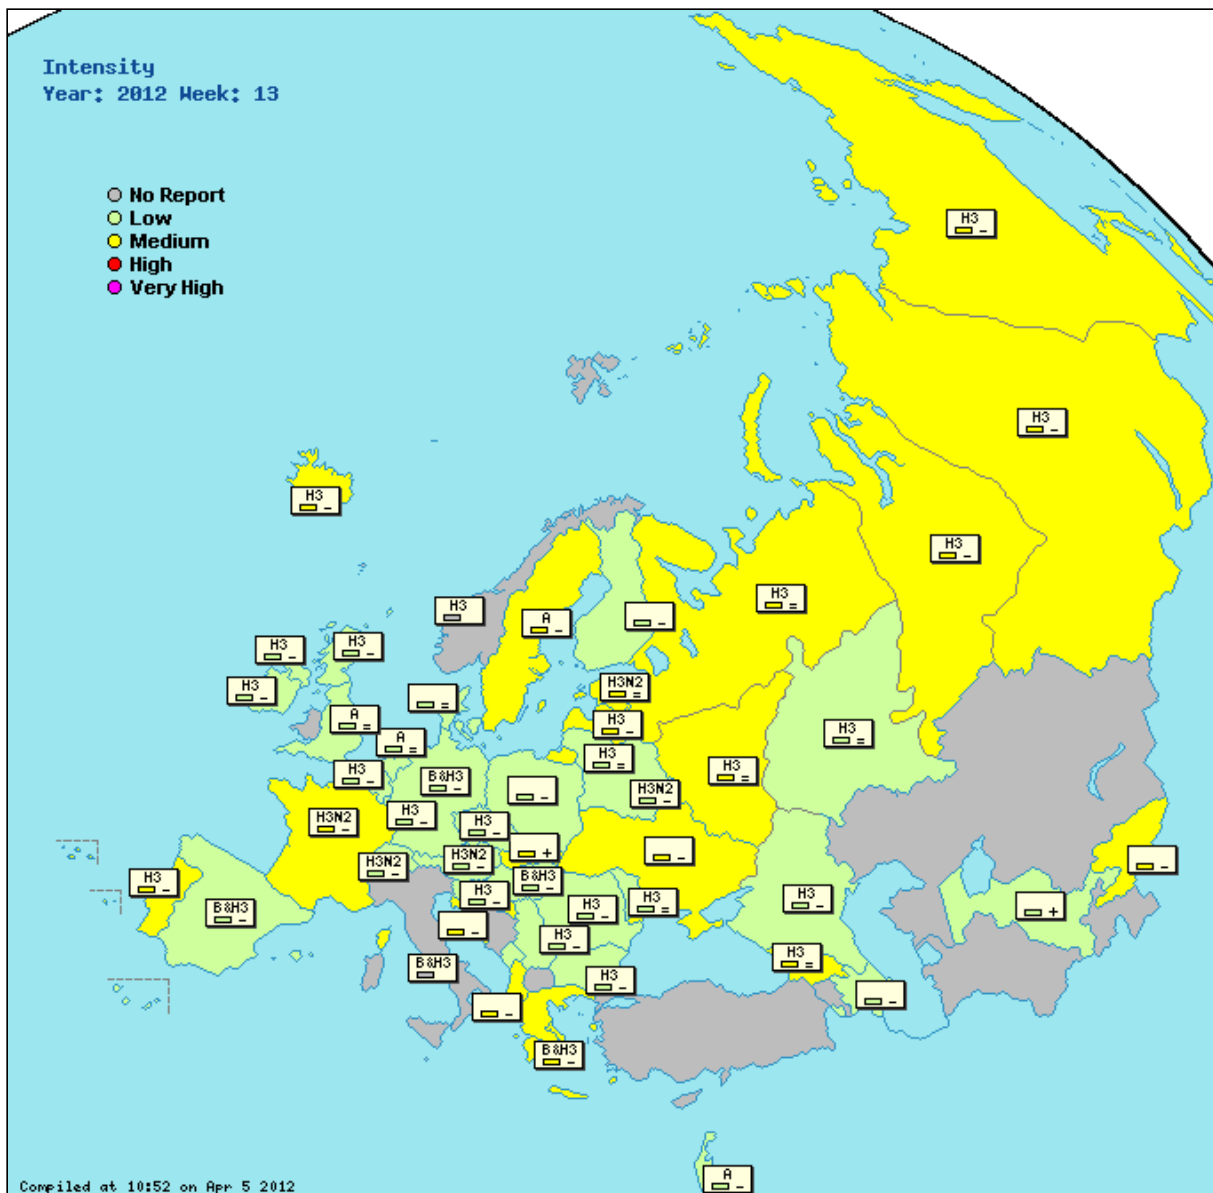 Intensity
Year: 2012 Week: 13
No Report
Low
Medium
High
Very High
H3
-
H3
-
H3
-
H3
-
H3
=
H3
A
-
-
H3
-
H3
-
H3
-
H3N2
=
=
A
=
H3
-
A
=
H3
=
H3
=
H3
-
B&H3
-
H3
=
-
H3N2
-
H3
-
H3N2
-
H3
-
+
-
H3N2
-
H3N2
-
-
H3
-
B&H3
-
H3
-
H3
-
H3
=
H3
-
+
B&H3
-
-
H3
-
B&H3
H3
=
H3
-
-
-
B&H3
-
A
-
Compiled at 10:52 on Apr 5 2012